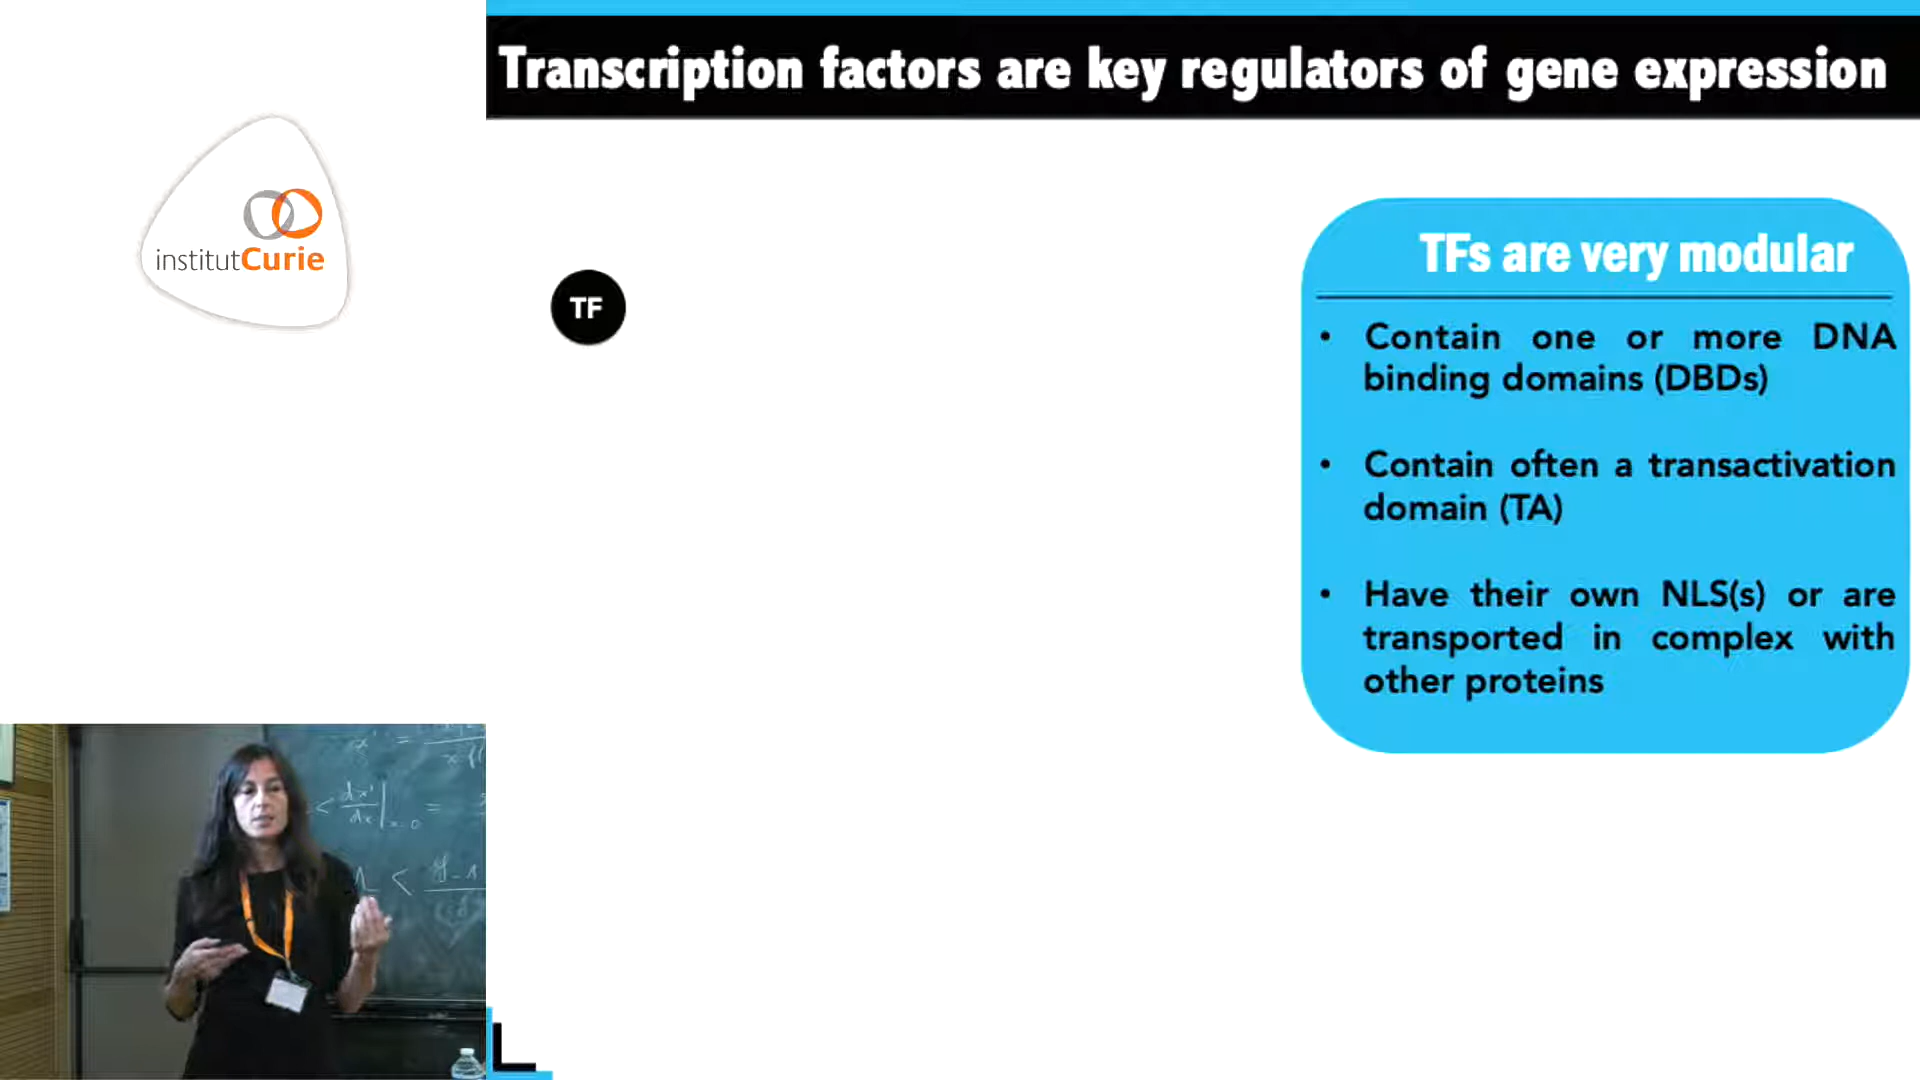 Transcription factors are key regulators of gene expression
institutCurie
TF
TFs are very modular
• Contain one or more DNA
binding domains (DBDs)
• Contain often a transactivation
domain (TA)
• Have their own NLS(s) or are
transported in complex with
other proteins